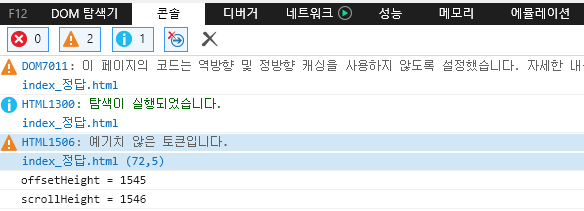 F12 DOM 탐색기 콘솔 디버거 네트워크 성능 메모리 에뮬레이션
0 2 1
DOM7011: 이 페이지의 코드는 역방향 및 정방향 캐싱을 사용하지 않도록 설정했습니다. 자세한 내
index_정답.html
HTML1300: 탐색이 실행되었습니다.
index_정답.html
HTML1506: 예기치 않은 토큰입니다.
index_정답.html (72,5)
offsetHeight = 1545
scrollHeight = 1546